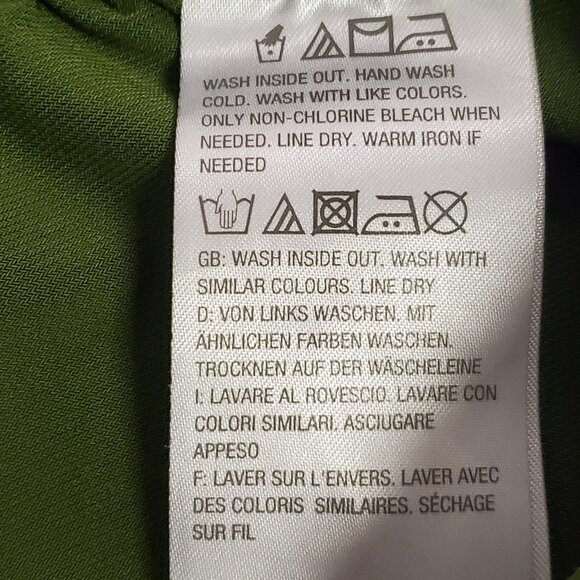 WASH INSIDE OUT. HAND WASH
COLD. WASH WITH LIKE COLORS.
ONLY NON-CHLORINE BLEACH WHEN
NEEDED. LINE DRY. WARM IRON IF
NEEDED
GB: WASH INSIDE OUT. WASH WITH
SIMILAR COLOURS. LINE DRY
D: VON LINKS WASCHEN. MIT
ÄHNLICHEN FARBEN WASCHEN.
TROCKNEN AUF DER WÄSCHELEINE
I: LAVARE AL ROVESCIO. LAVARE CON
COLORI SIMILARI. ASCIUGARE
APPESO
F: LAVER SUR L'ENVERS. LAVER AVEC
DES COLORIS SIMILAIRES. SÉCHAGE
SUR FIL